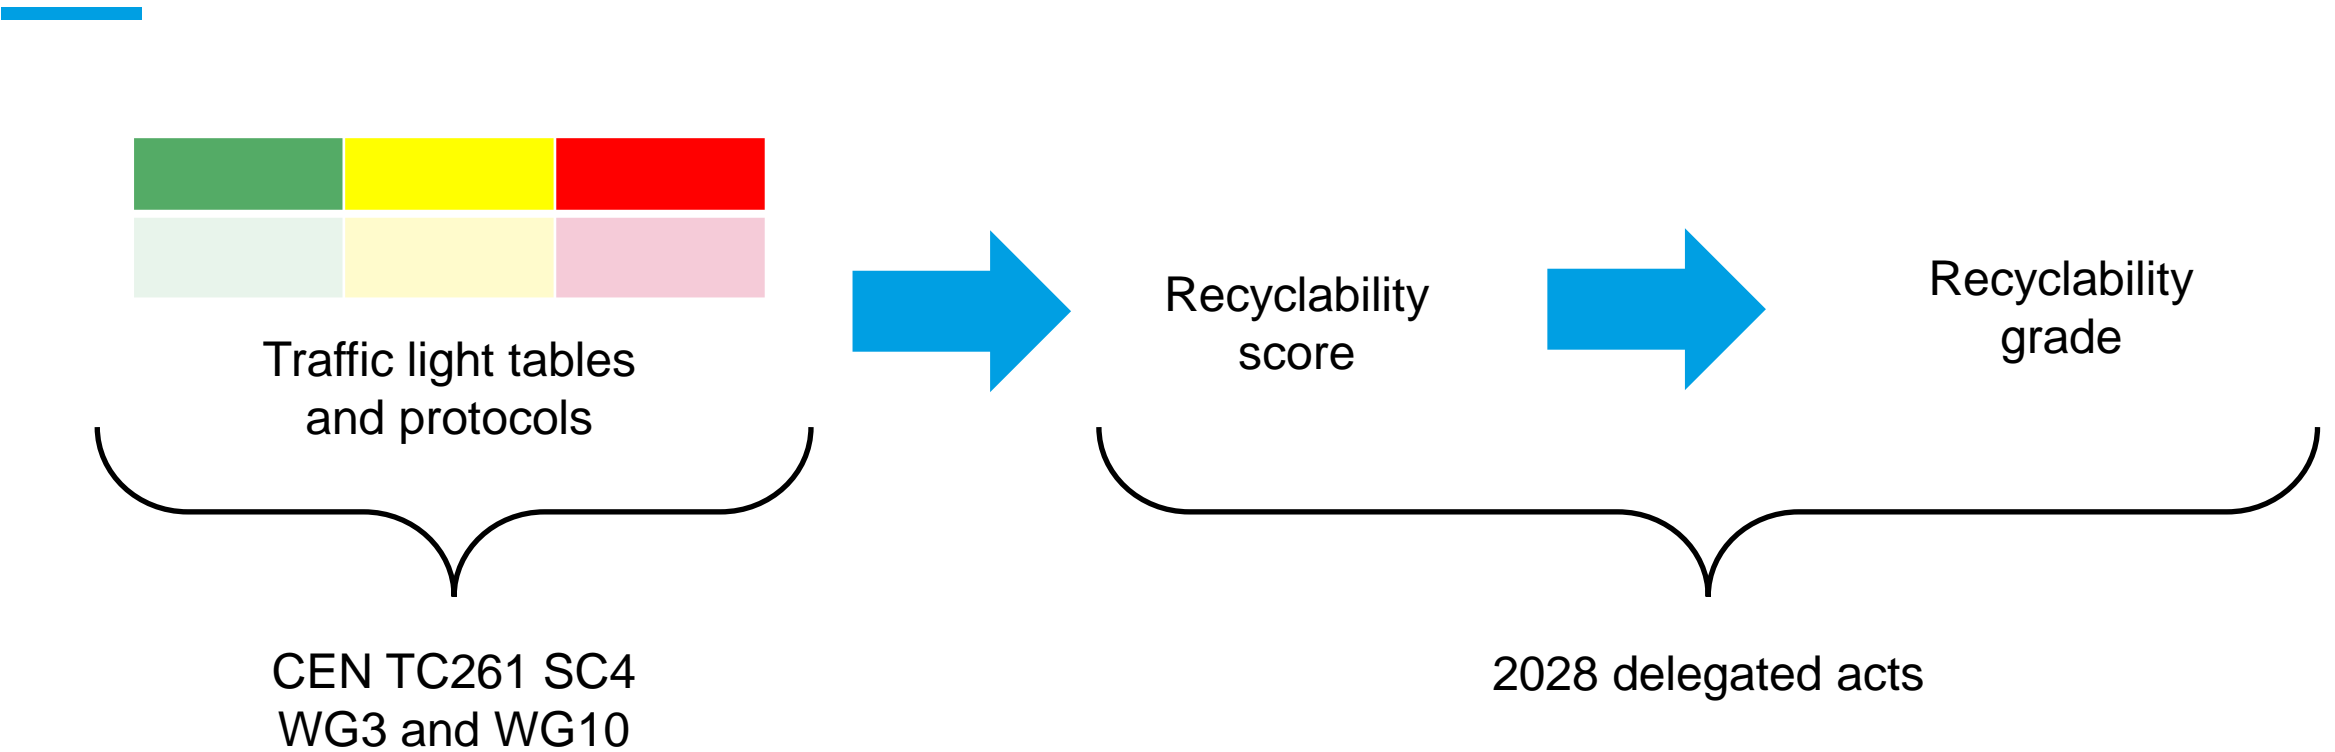 Traffic light tables
and protocols
Recyclability
score
Recyclability
grade
CEN TC261 SC4
WG3 and WG10
2028 delegated acts